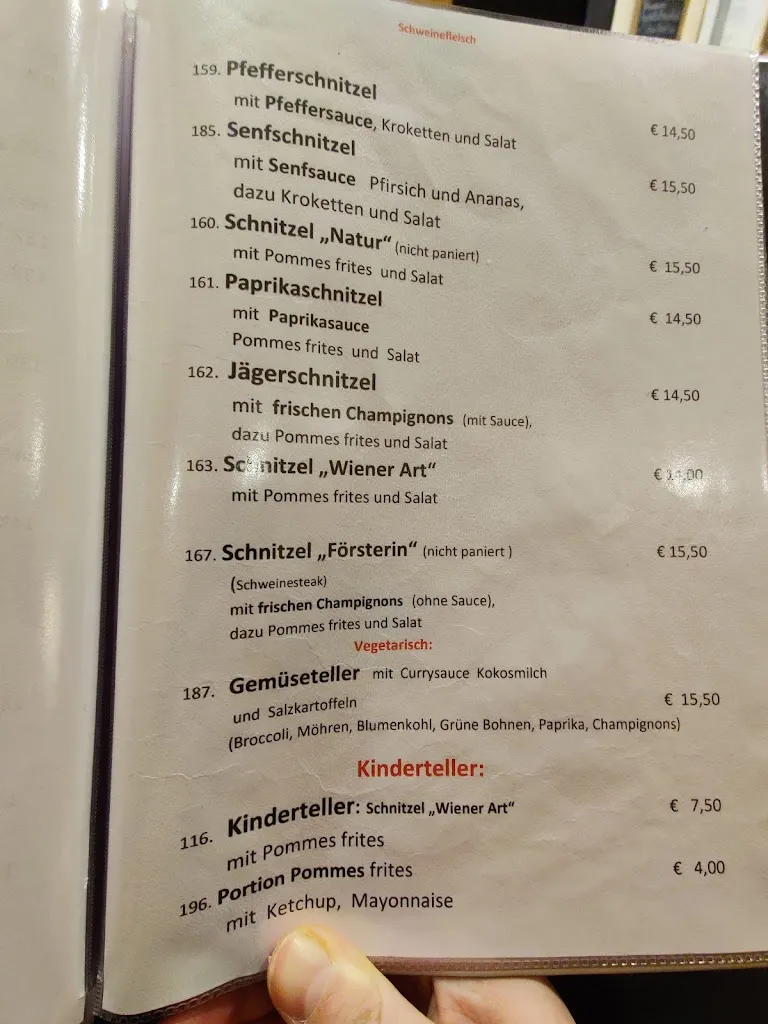 Schweinefleisch
159. Pfefferschnitzel
mit Pfeffersauce, Kroketten und Salat € 14,50
185. Senfschnitzel
mit Senfsauce Pfirsich und Ananas, € 15,50
dazu Kroketten und Salat
160. Schnitzel „Natur“ (nicht paniert)
mit Pommes frites und Salat € 15,50
161. Paprikaschnitzel
mit Paprikasauce € 14,50
Pommes frites und Salat
162. Jägerschnitzel
mit frischen Champignons (mit Sauce), € 14,50
dazu Pommes frites und Salat
163. Schnitzel „Wiener Art“ €
mit Pommes frites und Salat
167. Schnitzel „Försterin“ (nicht paniert ) € 15,50
(Schweinesteak)
mit frischen Champignons (ohne Sauce),
dazu Pommes frites und Salat
Vegetarisch:
187. Gemüseteller mit Currysauce Kokosmilch
und Salzkartoffeln € 15,50
(Broccoli, Möhren, Blumenkohl, Grüne Bohnen, Paprika, Champignons)
Kinderteller:
116. Kinderteller: Schnitzel „Wiener Art“ € 7,50
mit Pommes frites
196. Portion Pommes frites € 4,00
mit Ketchup, Mayonnaise